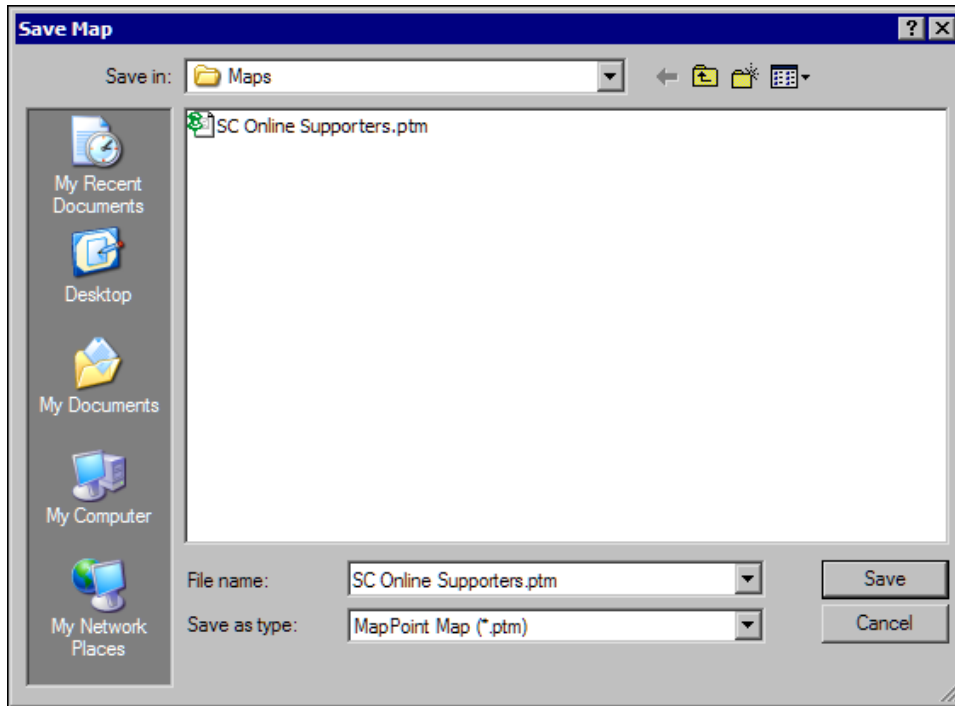 Save Map
Save in:
Maps
SC Online Supporters.ptm
My Recent
Documents
Desktop
My Documents
My Computer
My Network
Places
File name:
SC Online Supporters.ptm
Save
Save as type:
MapPoint Map (*.ptm)
Cancel